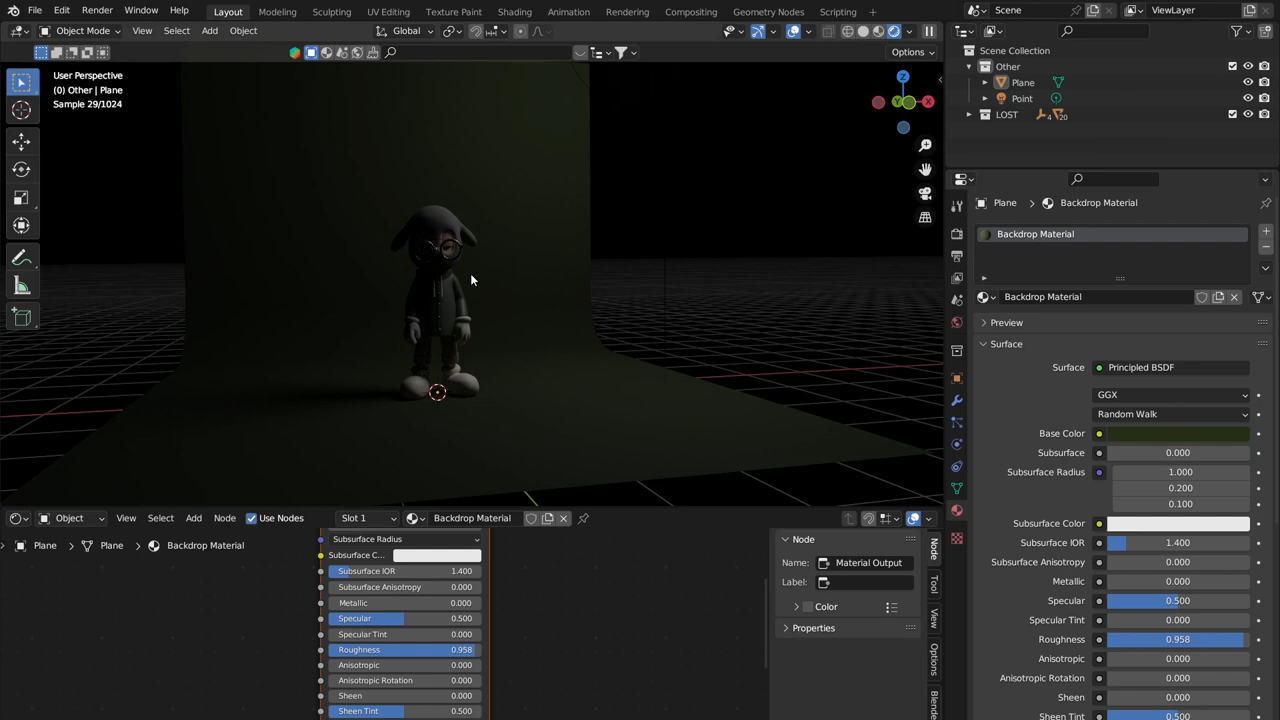 File Edit Render Window Help Layout Modeling Sculpting UV Editing Texture Paint Shading Animation Rendering Compositing Geometry Nodes Scripting + Scene ViewLayer
Object Mode View Select Add Object Global
Options
User Perspective
(0) Other | Plane
Sample 29/1024
Z
Y
X
Scene Collection
Other
Plane
Point
LOST 4 20
Plane Backdrop Material
Backdrop Material
Backdrop Material
Preview
Surface
Surface Principled BSDF
GGX
Random Walk
Base Color
Subsurface 0.000
Subsurface Radius 1.000
0.200
0.100
Subsurface Color
Subsurface IOR 1.400
Subsurface Anisotropy 0.000
Metallic 0.000
Specular 0.500
Specular Tint 0.000
Roughness 0.958
Anisotropic 0.000
Anisotropic Rotation 0.000
Sheen 0.000
Sheen Tint 0.500
Object View Select Add Node Use Nodes Slot 1 Backdrop Material
Plane Plane Backdrop Material
Subsurface Radius
Subsurface C...
Subsurface IOR 1.400
Subsurface Anisotropy 0.000
Metallic 0.000
Specular 0.500
Specular Tint 0.000
Roughness 0.958
Anisotropic 0.000
Anisotropic Rotation 0.000
Sheen 0.000
Sheen Tint 0.500
Node
Name: Material Output
Label:
Color
Properties
Node
Tool
View
Options
Blenderk